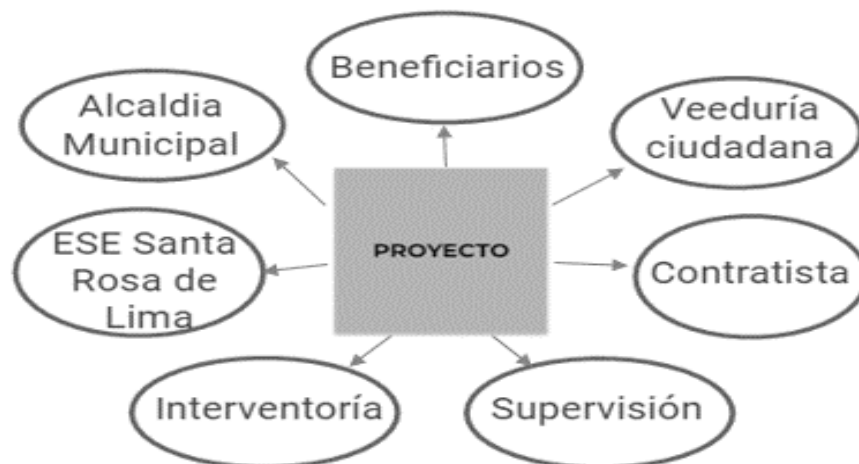 Beneficiarios
Alcaldia
Municipal
Veeduría
ciudadana
ESE Santa
Rosa de
Lima
PROYECTO
Contratista
Interventoría
Supervisión